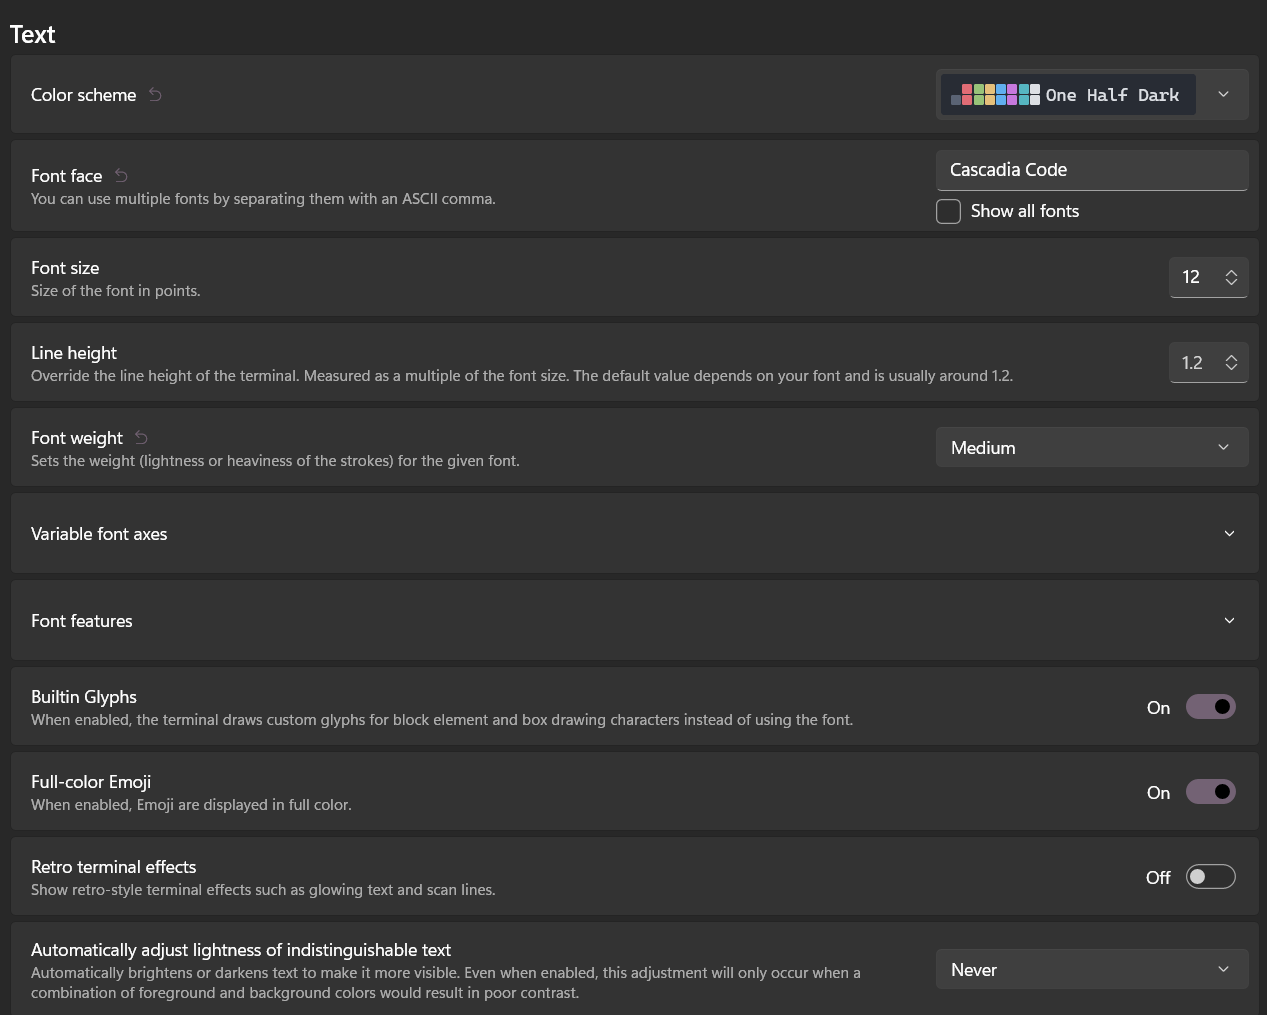 Text
Color scheme
One Half Dark
Font face
You can use multiple fonts by separating them with an ASCII comma.
Cascadia Code
Show all fonts
Font size
Size of the font in points.
12
Line height
Override the line height of the terminal. Measured as a multiple of the font size. The default value depends on your font and is usually around 1.2.
1.2
Font weight
Sets the weight (lightness or heaviness of the strokes) for the given font.
Medium
Variable font axes
Font features
Builtin Glyphs
When enabled, the terminal draws custom glyphs for block element and box drawing characters instead of using the font.
On
Full-color Emoji
When enabled, Emoji are displayed in full color.
On
Retro terminal effects
Show retro-style terminal effects such as glowing text and scan lines.
Off
Automatically adjust lightness of indistinguishable text
Automatically brightens or darkens text to make it more visible. Even when enabled, this adjustment will only occur when a
combination of foreground and background colors would result in poor contrast.
Never